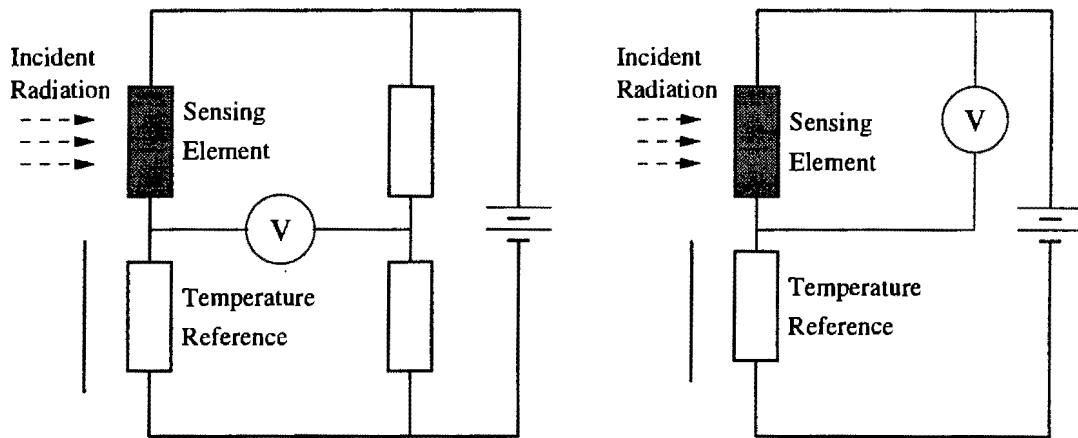 Incident
Radiation
Sensing
Element
V
Temperature
Reference
Incident
Radiation
Sensing
Element
V
Temperature
Reference